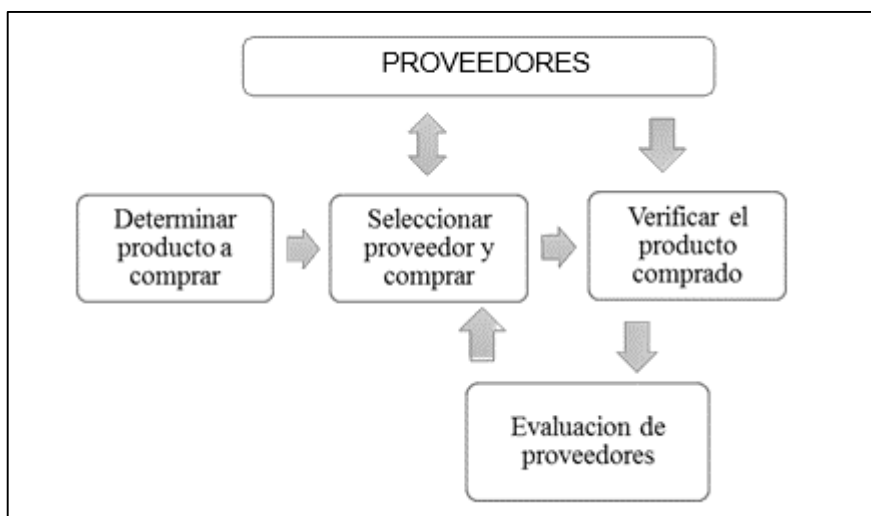 PROVEEDORES
Determinar
producto a
comprar
Seleccionar
proveedor y
comprar
Verificar el
producto
comprado
Evaluacion de
proveedores